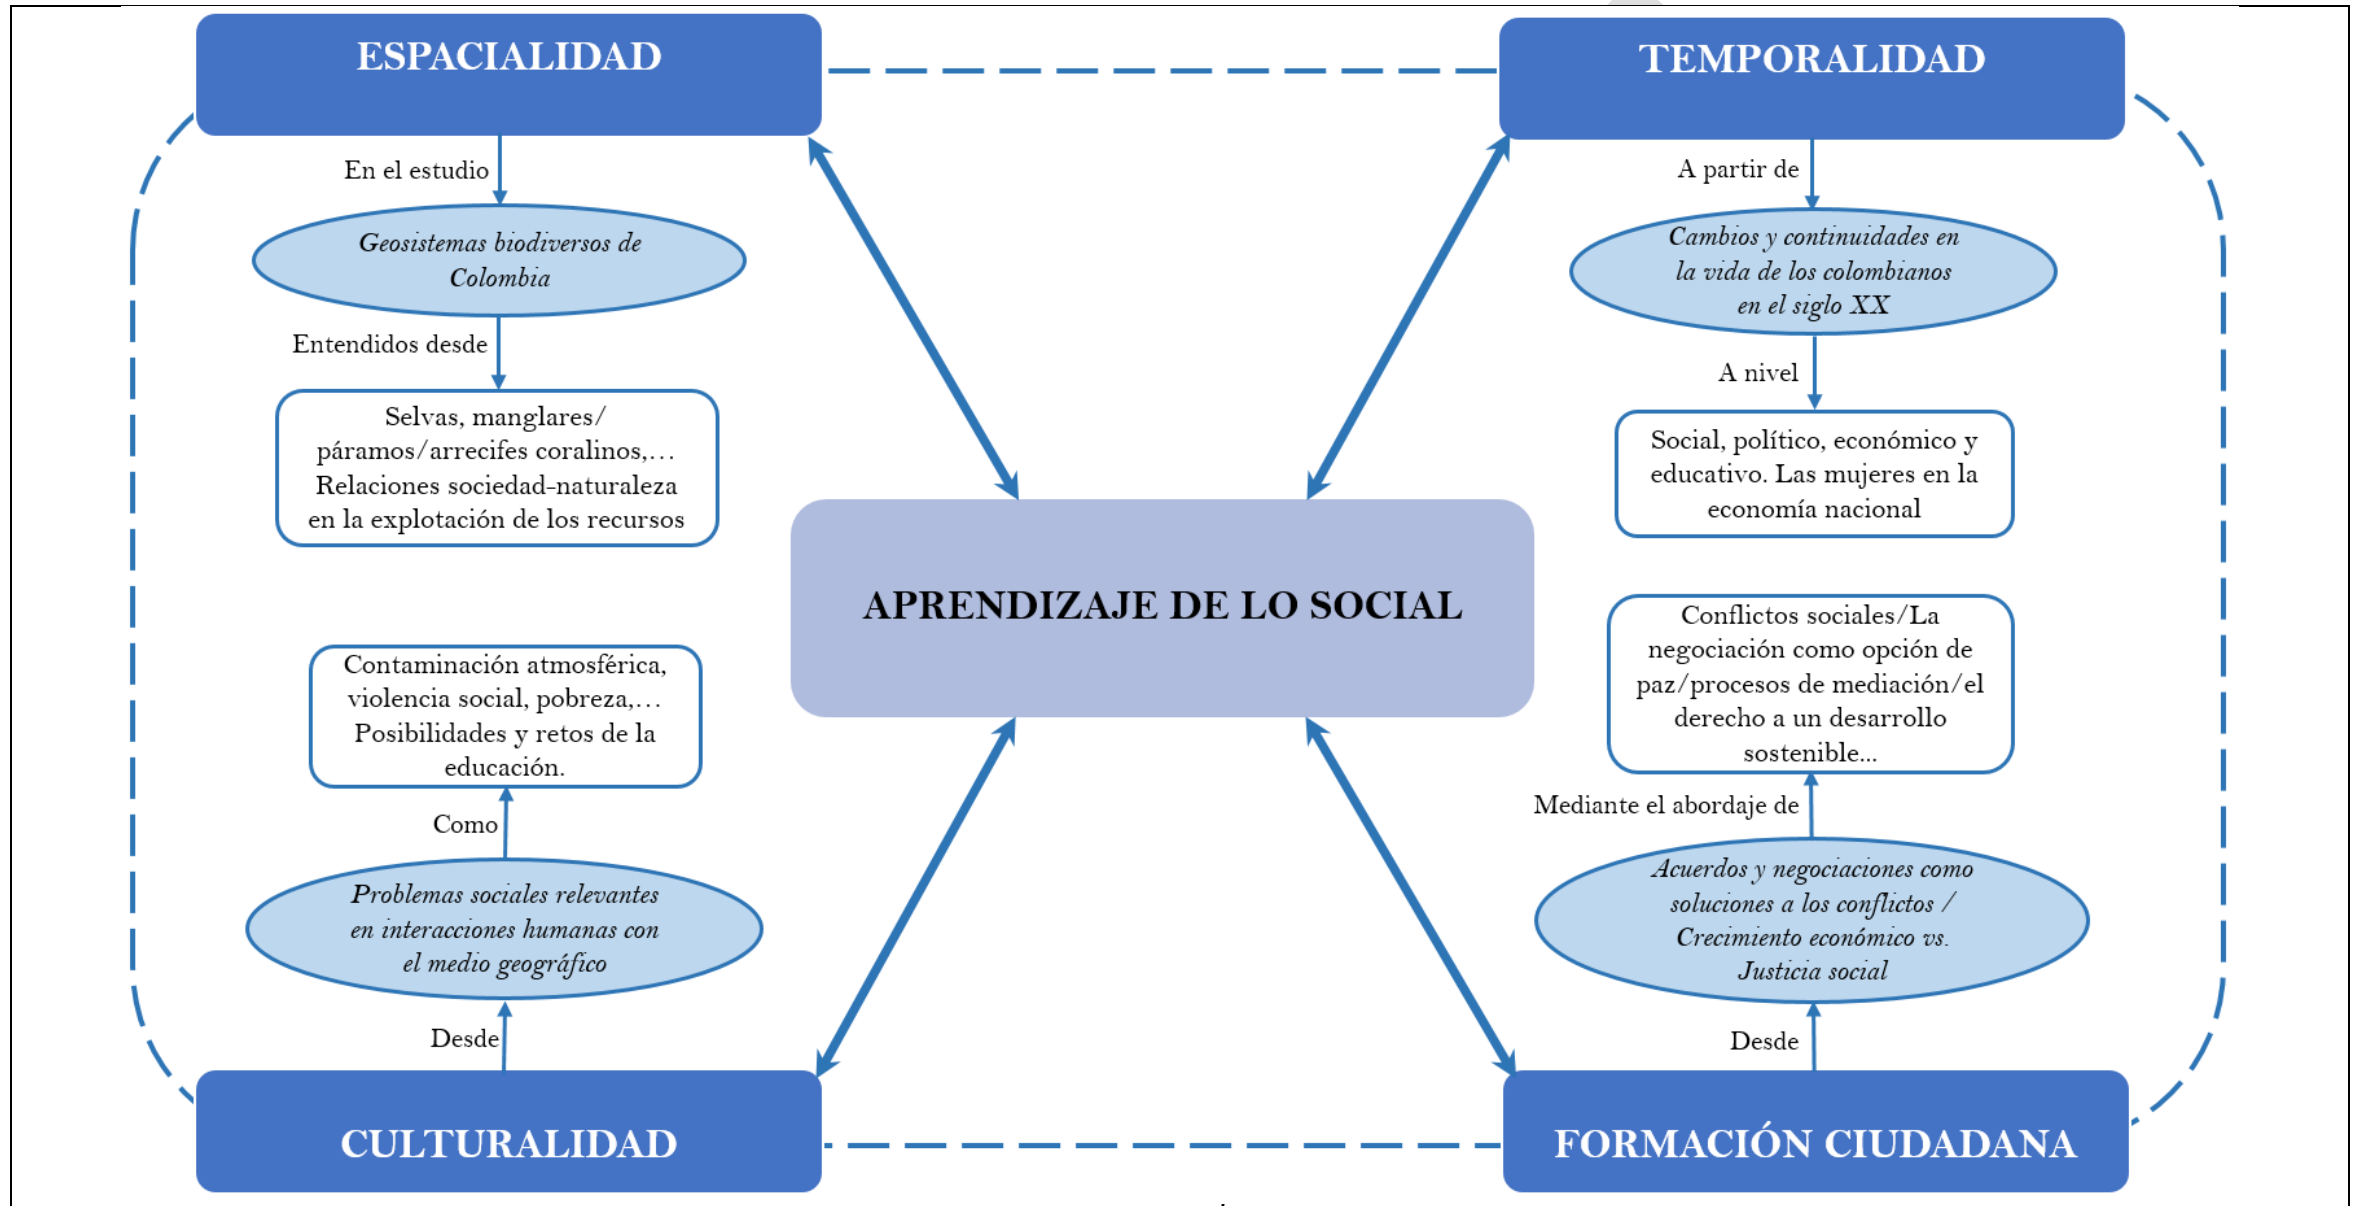 ESPACIALIDAD
En el estudio
Geosistemas biodiversos de
Colombia
Entendidos desde
Selvas, manglares/
páramos/arrecifes coralinos,…
Relaciones sociedad-naturaleza
en la explotación de los recursos
TEMPORALIDAD
A partir de
Cambios y continuidades en
la vida de los colombianos
en el siglo XX
A nivel
Social, político, económico y
educativo. Las mujeres en la
economía nacional
APRENDIZAJE DE LO SOCIAL
Contaminación atmosférica,
violencia social, pobreza,…
Posibilidades y retos de la
educación.
Como
Problemas sociales relevantes
en interacciones humanas con
el medio geográfico
Desde
CULTURALIDAD
Conflictos sociales/La
negociación como opción de
paz/procesos de mediación/el
derecho a un desarrollo
sostenible...
Mediante el abordaje de
Acuerdos y negociaciones como
soluciones a los conflictos /
Crecimiento económico vs.
Justicia social
Desde
FORMACIÓN CIUDADANA